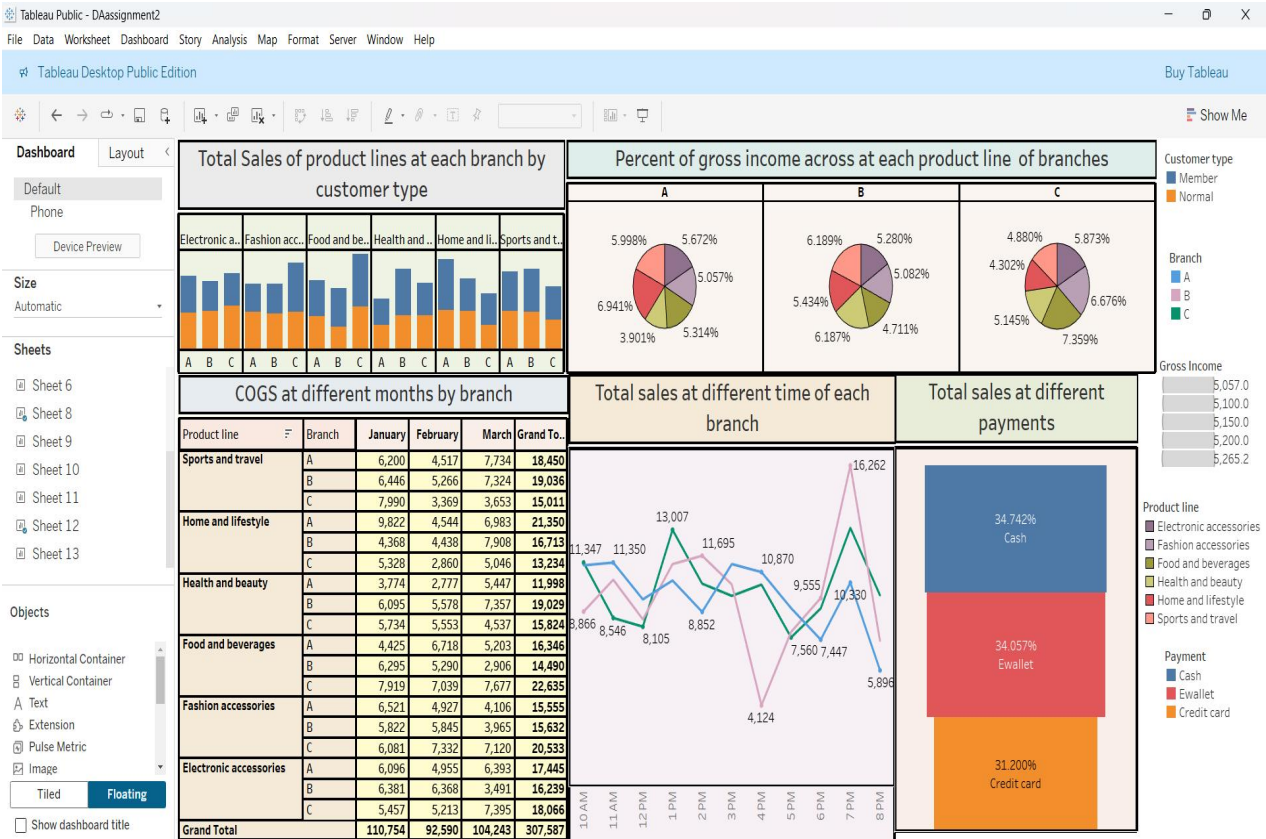 Tableau Public - DAassignment2
File Data Worksheet Dashboard Story Analysis Map Format Server Window Help
Tableau Desktop Public Edition
Buy Tableau
Show Me
Dashboard
Layout
Default
Phone
Device Preview
Size
Automatic
Sheets
Sheet 6
Sheet 8
Sheet 9
Sheet 10
Sheet 11
Sheet 12
Sheet 13
Objects
Horizontal Container
Vertical Container
Text
Extension
Pulse Metric
Image
Tiled
Floating
Show dashboard title
Total Sales of product lines at each branch by
customer type
Electronic a.. Fashion acc.. Food and be.. Health and .. Home and li.. Sports and t..
A B C A B C A B C A B C A B C A B C
Percent of gross income across at each product line of branches
A B C
5.998% 5.672%
5.057%
6.941%
5.314%
3.901%
6.189% 5.280%
5.082%
5.434%
4.711%
6.187%
4.880% 5.873%
4.302%
6.676%
5.145%
7.359%
COGS at different months by branch
Product line Branch January February March Grand To..
Sports and travel A 6,200 4,517 7,734 18,450
B 6,446 5,266 7,324 19,036
C 7,990 3,369 3,653 15,011
Home and lifestyle A 9,822 4,544 6,983 21,350
B 4,368 4,438 7,908 16,713
C 5,328 2,860 5,046 13,234
Health and beauty A 3,774 2,777 5,447 11,998
B 6,095 5,578 7,357 19,029
C 5,734 5,553 4,537 15,824
Food and beverages A 4,425 6,718 5,203 16,346
B 6,295 5,290 2,906 14,490
C 7,919 7,039 7,677 22,635
Fashion accessories A 6,521 4,927 4,106 15,555
B 5,822 5,845 3,965 15,632
C 6,081 7,332 7,120 20,533
Electronic accessories A 6,096 4,955 6,393 17,445
B 6,381 6,368 3,491 16,239
C 5,457 5,213 7,395 18,066
Grand Total 110,754 92,590 104,243 307,587
Total sales at different time of each
branch
16,262
13,007
11,347 11,350
11,695
10,870
9,555
10,330
8,866
8,546
8,105
8,852
7,560 7,447
5,896
4,124
10 AM
11 AM
12 PM
1 PM
2 PM
3 PM
4 PM
5 PM
6 PM
7 PM
8 PM
Total sales at different
payments
34.742%
Cash
34.057%
Ewallet
31.200%
Credit card
Customer type
Member
Normal
Branch
A
B
C
Gross Income
5,057.0
5,100.0
5,150.0
5,200.0
5,265.2
Product line
Electronic accessories
Fashion accessories
Food and beverages
Health and beauty
Home and lifestyle
Sports and travel
Payment
Cash
Ewallet
Credit card